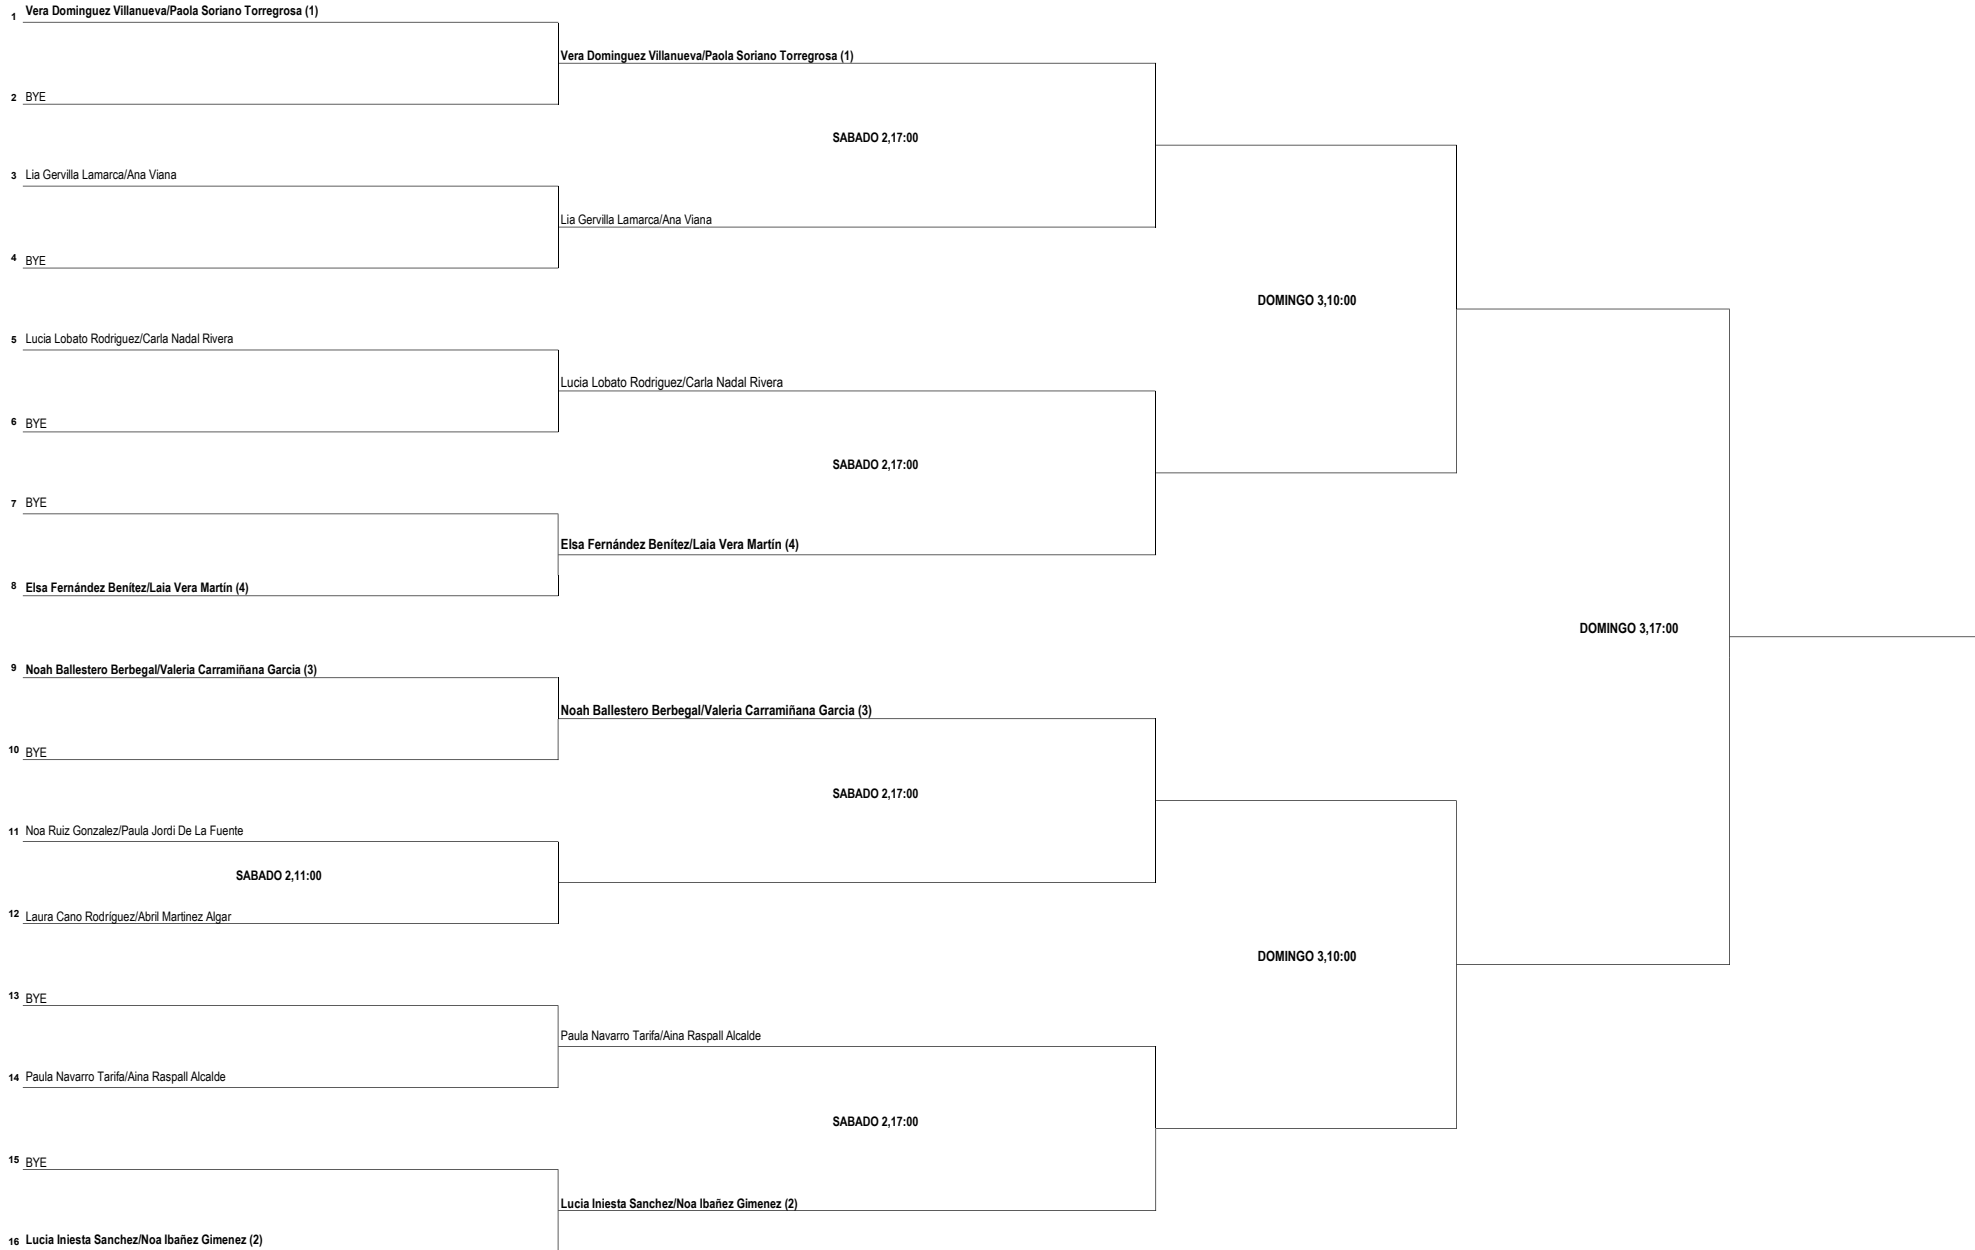 1 Vera Dominguez Villanueva/Paola Soriano Torregrosa (1)
Vera Dominguez Villanueva/Paola Soriano Torregrosa (1)
2 BYE
SABADO 2,17:00
3 Lia Gervilla Lamarca/Ana Viana
Lia Gervilla Lamarca/Ana Viana
4 BYE
DOMINGO 3,10:00
5 Lucia Lobato Rodriguez/Carla Nadal Rivera
Lucia Lobato Rodriguez/Carla Nadal Rivera
6 BYE
SABADO 2,17:00
7 BYE
Elsa Fernández Benítez/Laia Vera Martín (4)
8 Elsa Fernández Benítez/Laia Vera Martín (4)
DOMINGO 3,17:00
9 Noah Ballestero Berbegal/Valeria Carramiñana Garcia (3)
Noah Ballestero Berbegal/Valeria Carramiñana Garcia (3)
10 BYE
SABADO 2,17:00
11 Noa Ruiz Gonzalez/Paula Jordi De La Fuente
SABADO 2,11:00
12 Laura Cano Rodríguez/Abril Martinez Algar
DOMINGO 3,10:00
13 BYE
Paula Navarro Tarifa/Aina Raspall Alcalde
14 Paula Navarro Tarifa/Aina Raspall Alcalde
SABADO 2,17:00
15 BYE
Lucia Iniesta Sanchez/Noa Ibañez Gimenez (2)
16 Lucia Iniesta Sanchez/Noa Ibañez Gimenez (2)